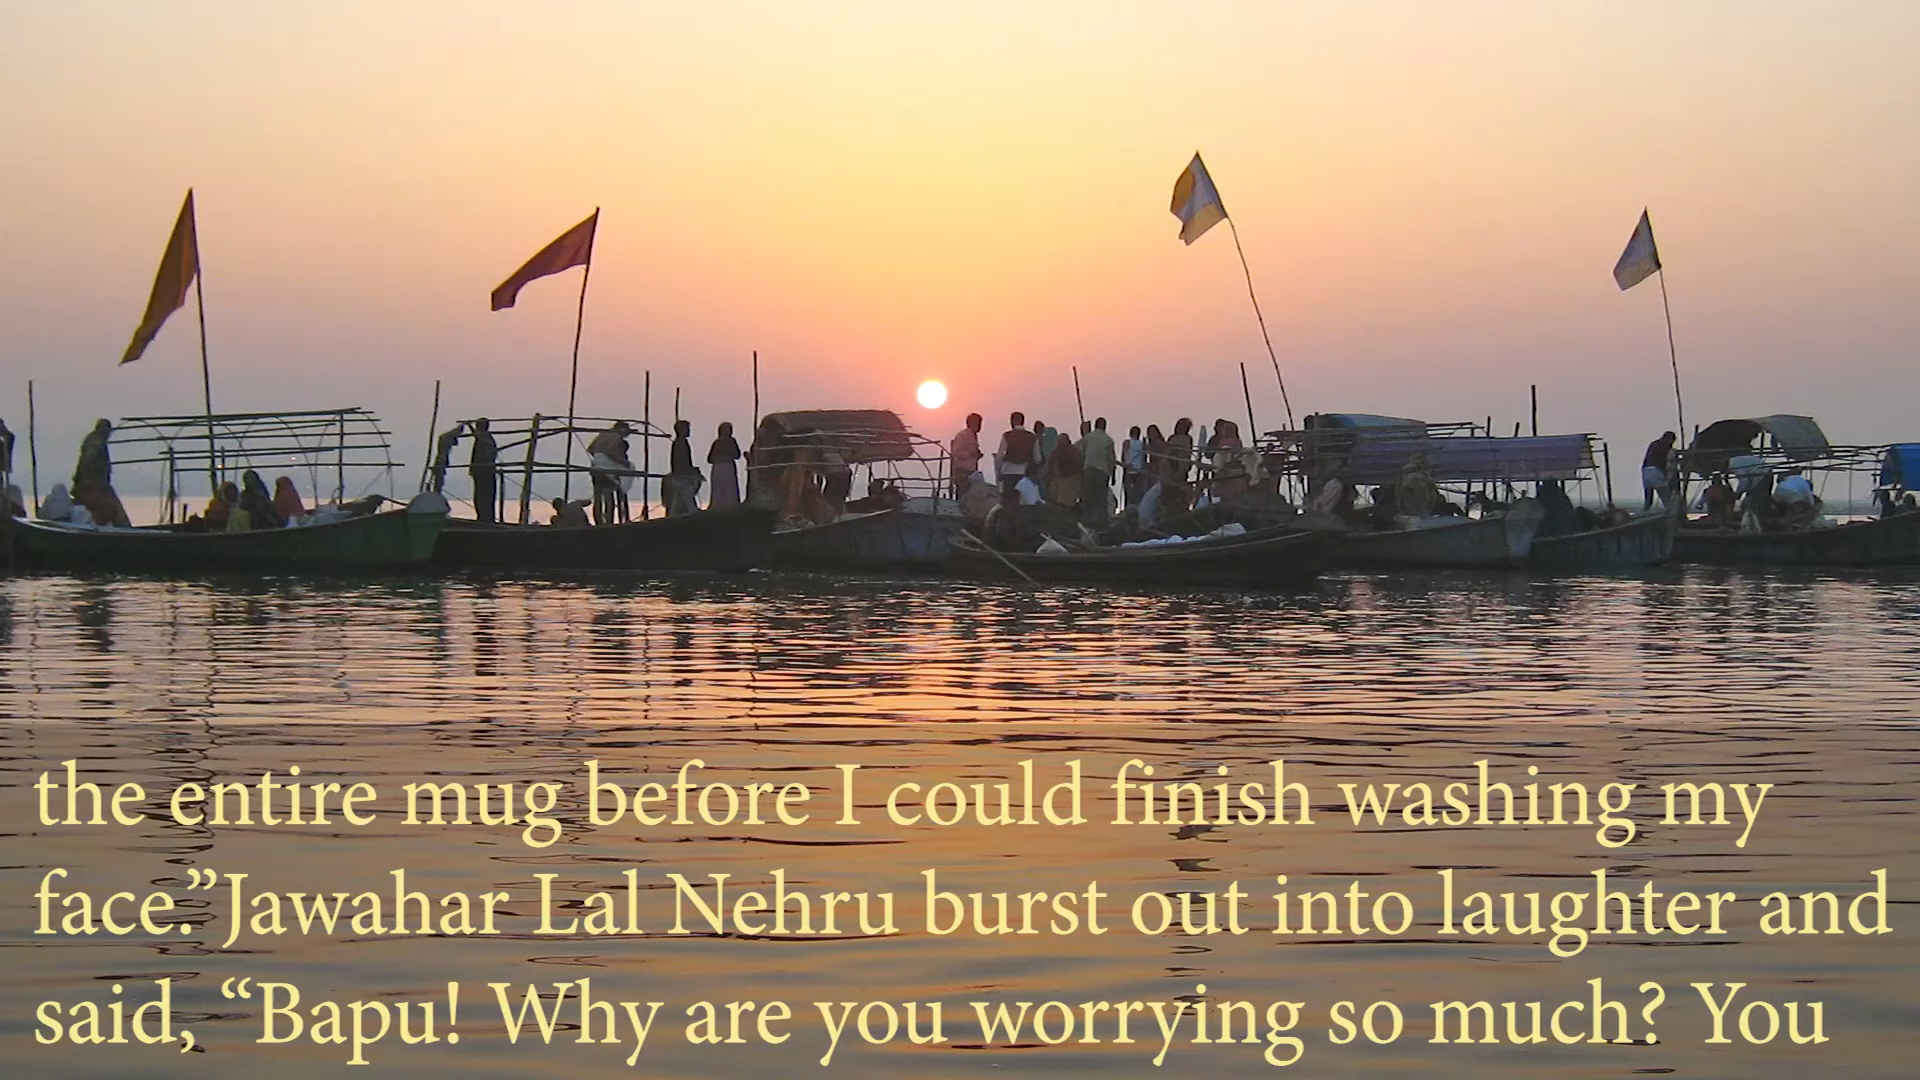 the entire mug before I could finish washing my
face.”Jawahar Lal Nehru burst out into laughter and
said, “Bapu! Why are you worrying so much? You